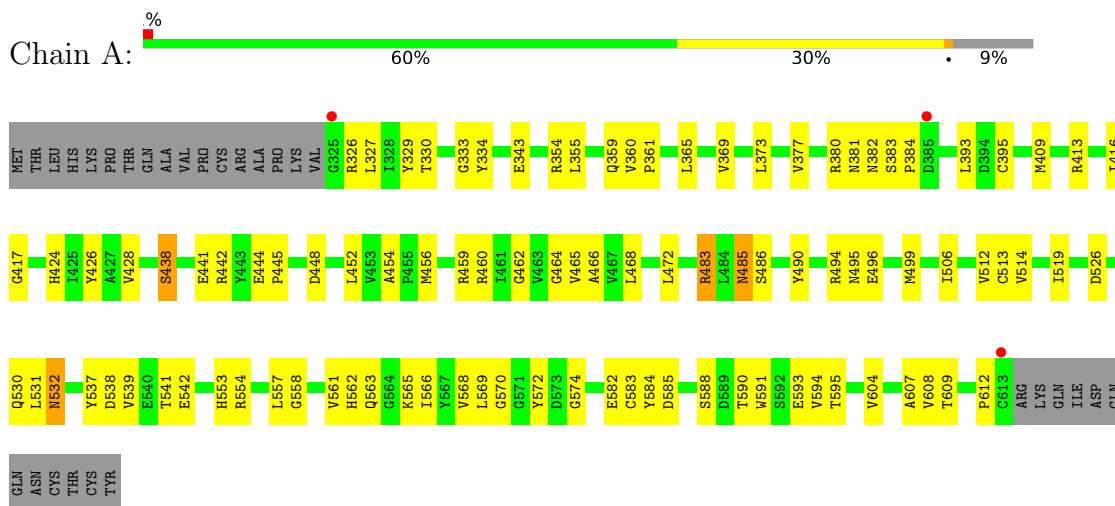 %
Chain A:
60% 30% • 9%
MET THR LEU HIS LYS PRO THR GLN ALA VAL PRO CYS ARG ALA PRO LYS VAL G325 R326 L327 I328 Y329 T330 G333 Y334 E343 R354 L355 Q359 V360 P361 L365 V369 L373 V377 R380 N381 N382 S383 P384 D385 L393 D394 C395 M409 R413 I416
G417 H424 I425 Y426 A427 V428 S438 E441 R442 Y443 E444 P445 D448 L452 V453 A454 P455 M456 R459 R460 I461 G462 V463 G464 V465 A466 V467 L468 L472 R483 L484 N485 S486 Y490 R494 N495 E496 M499 I506 V512 C513 V514 I519 D526
Q530 L531 N532 Y537 D538 V539 E540 T541 E542 H553 R554 L557 G558 V561 H562 Q563 G564 K565 I566 Y567 V568 L569 G570 G571 Y572 D573 G574 E582 C583 Y584 D585 S588 D589 T590 W591 S592 E593 V594 T595 V604 A607 V608 T609 P612 C613 ARG LYS GLN ILE ASP GLN
GLN ASN CYS THR CYS TYR